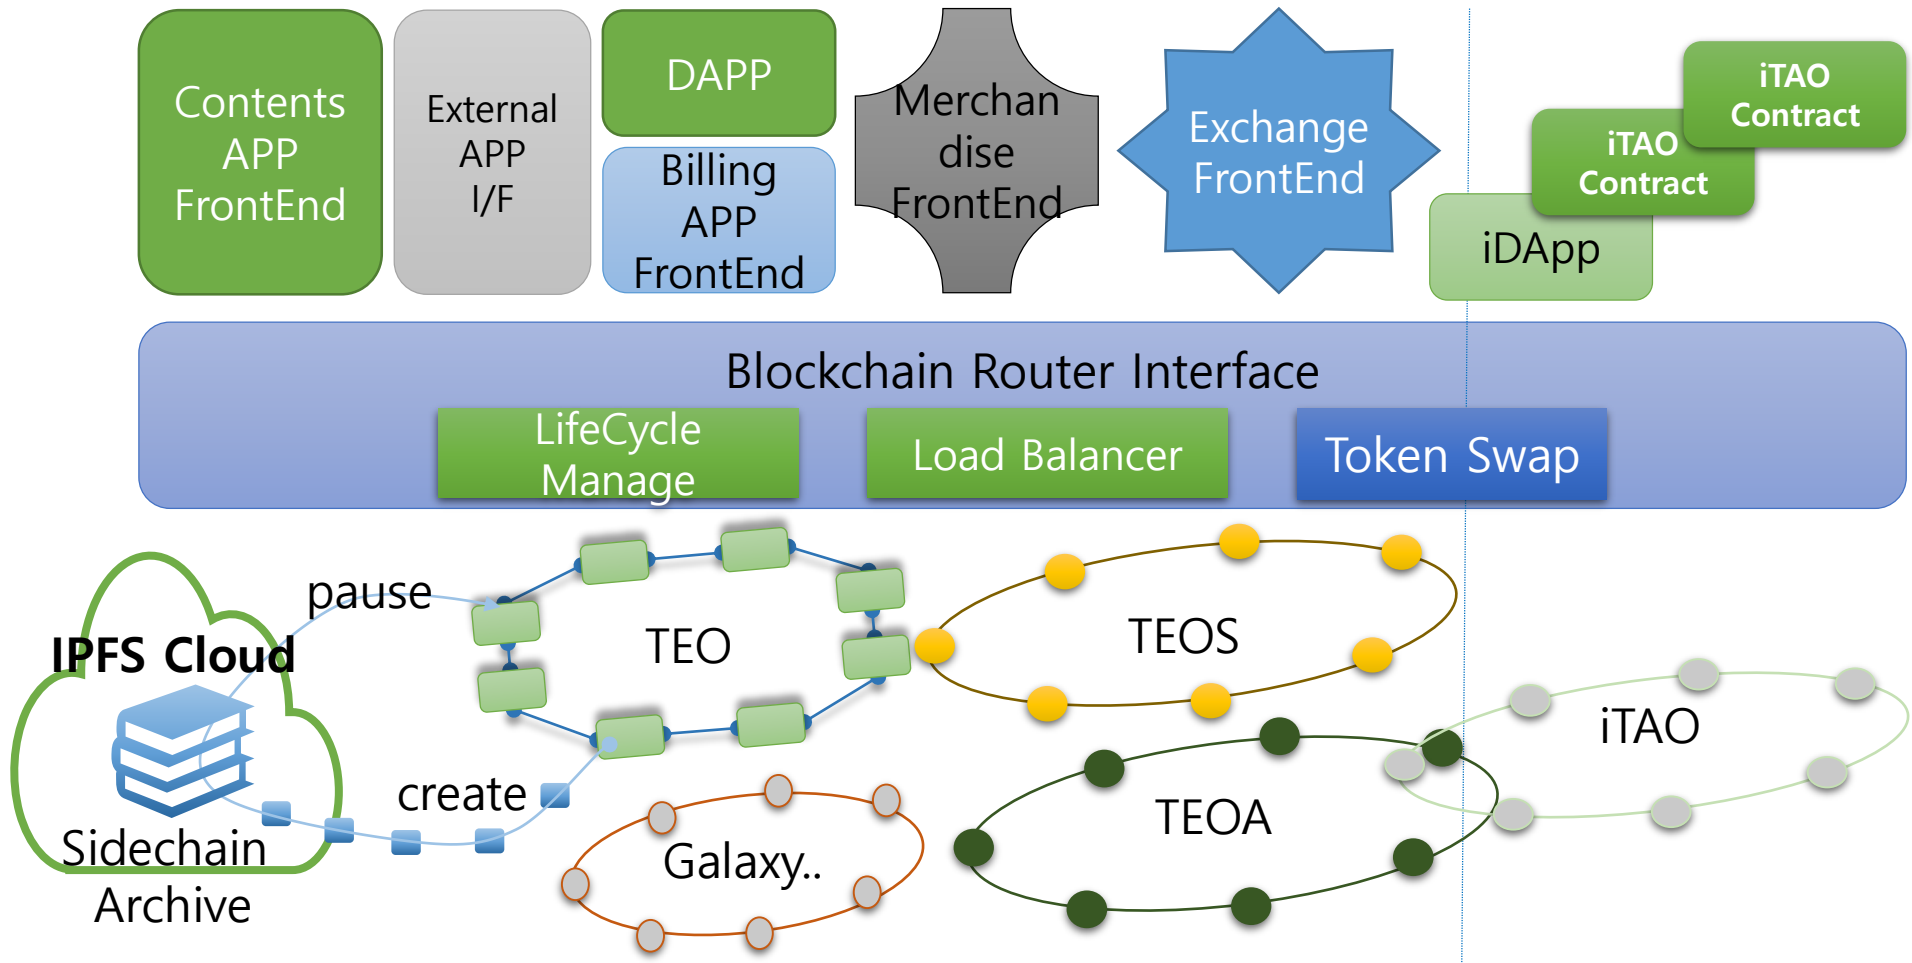 Contents
APP
FrontEnd
External
APP
I/F
DAPP
Billing
APP
FrontEnd
Merchan
dise
FrontEnd
Exchange
FrontEnd
iTAO
Contract
iTAO
Contract
iDApp
Blockchain Router Interface
LifeCycle
Manage
Load Balancer
Token Swap
pause
IPFS Cloud
TEO
TEOS
iTAO
create
TEOA
Sidechain
Archive
Galaxy..